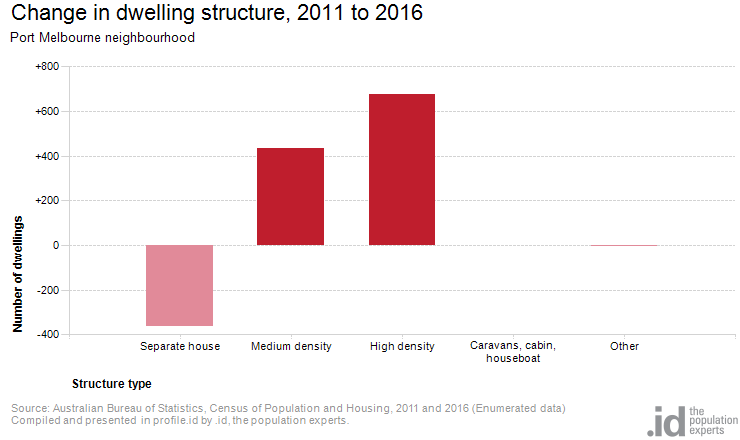 Change in dwelling structure, 2011 to 2016
Port Melbourne neighbourhood
+800
+600
+400
+200
0
-200
-400
Number of dwellings
Separate house
Medium density
High density
Caravans, cabin,
houseboat
Other
Structure type
Source: Australian Bureau of Statistics, Census of Population and Housing, 2011 and 2016 (Enumerated data)
Compiled and presented in profile.id by .id, the population experts.
.id the
population
experts